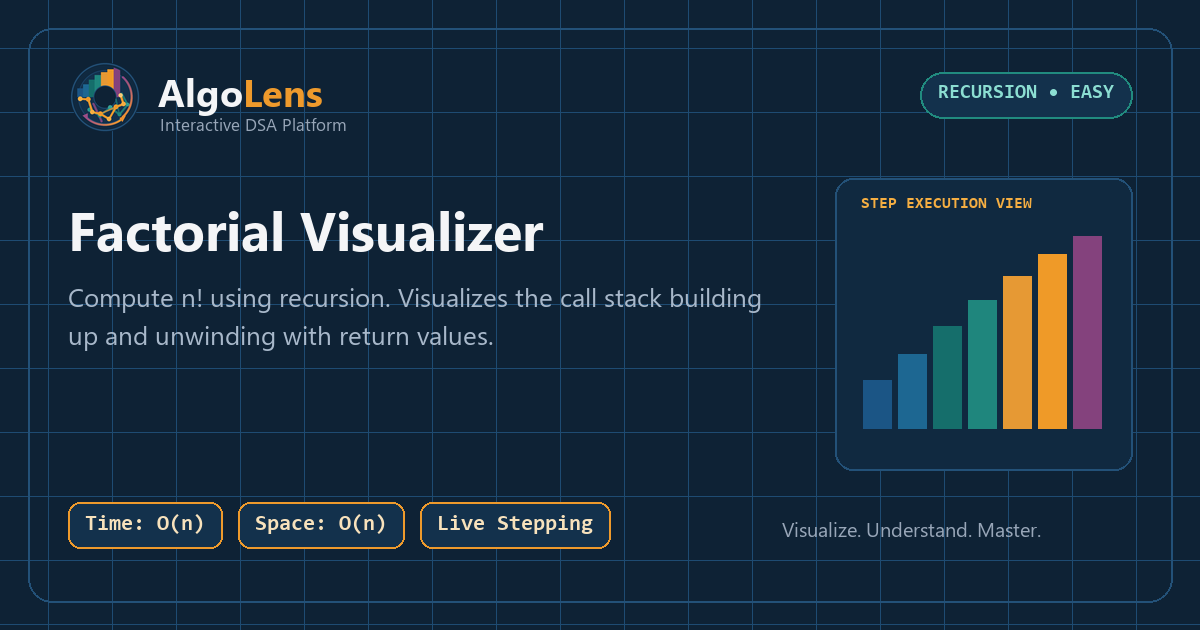 AlgoLens
Interactive DSA Platform
RECURSION • EASY
Factorial Visualizer
Compute n! using recursion. Visualizes the call stack building
up and unwinding with return values.
STEP EXECUTION VIEW
Time: O(n)
Space: O(n)
Live Stepping
Visualize. Understand. Master.